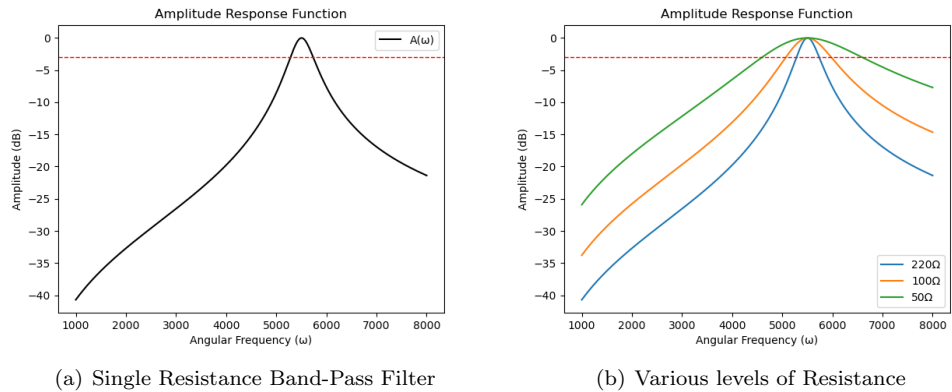 Amplitude Response Function
A(ω)
0
−5
−10
−15
−20
−25
−30
−35
−40
Amplitude (dB)
1000 2000 3000 4000 5000 6000 7000 8000
Angular Frequency (ω)
(a) Single Resistance Band-Pass Filter
Amplitude Response Function
0
−5
−10
−15
−20
−25
−30
−35
−40
Amplitude (dB)
220Ω
100Ω
50Ω
1000 2000 3000 4000 5000 6000 7000 8000
Angular Frequency (ω)
(b) Various levels of Resistance